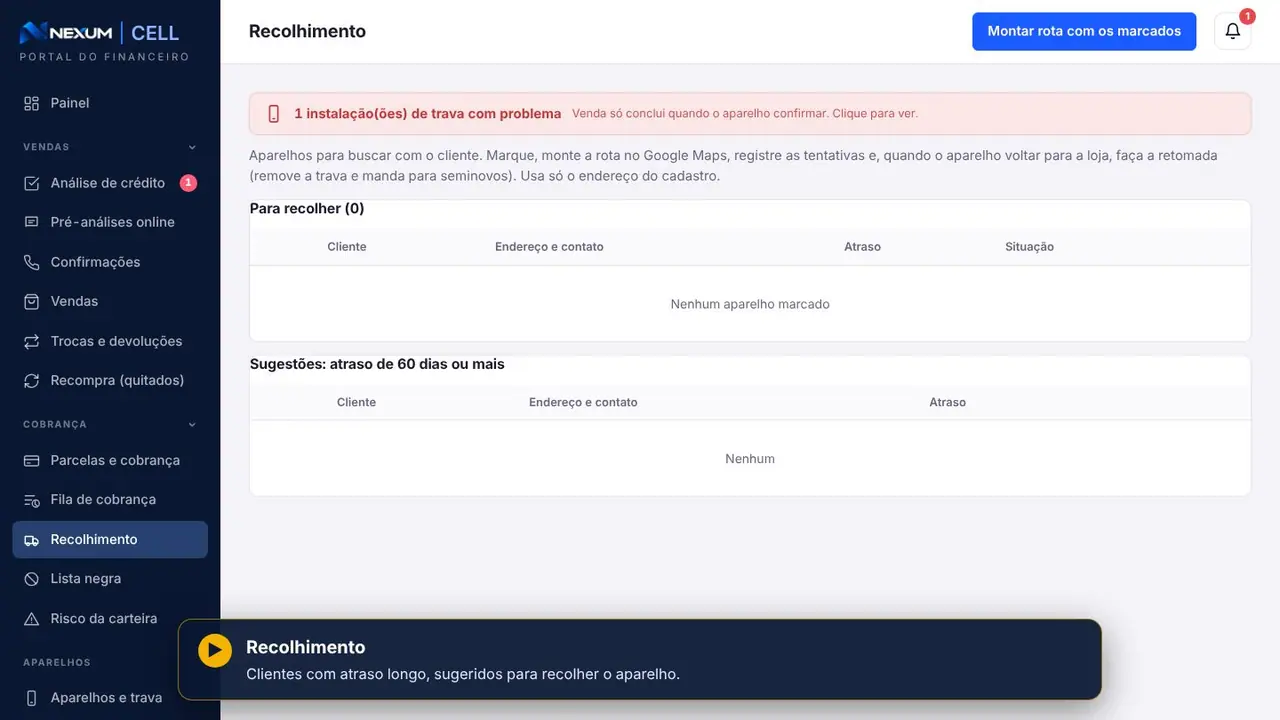 NEXUM | CELL
PORTAL DO FINANCEIRO
Painel
VENDAS
Análise de crédito 1
Pré-análises online
Confirmações
Vendas
Trocas e devoluções
Recompra (quitados)
COBRANÇA
Parcelas e cobrança
Fila de cobrança
Recolhimento
Lista negra
Risco da carteira
APARELHOS
Aparelhos e trava
Recolhimento
Montar rota com os marcados
1
1 instalação(ões) de trava com problema Venda só conclui quando o aparelho confirmar. Clique para ver.
Aparelhos para buscar com o cliente. Marque, monte a rota no Google Maps, registre as tentativas e, quando o aparelho voltar para a loja, faça a retomada
(remove a trava e manda para seminovos). Usa só o endereço do cadastro.
Para recolher (0)
Cliente Endereço e contato Atraso Situação
Nenhum aparelho marcado
Sugestões: atraso de 60 dias ou mais
Cliente Endereço e contato Atraso
Nenhum
Recolhimento
Clientes com atraso longo, sugeridos para recolher o aparelho.